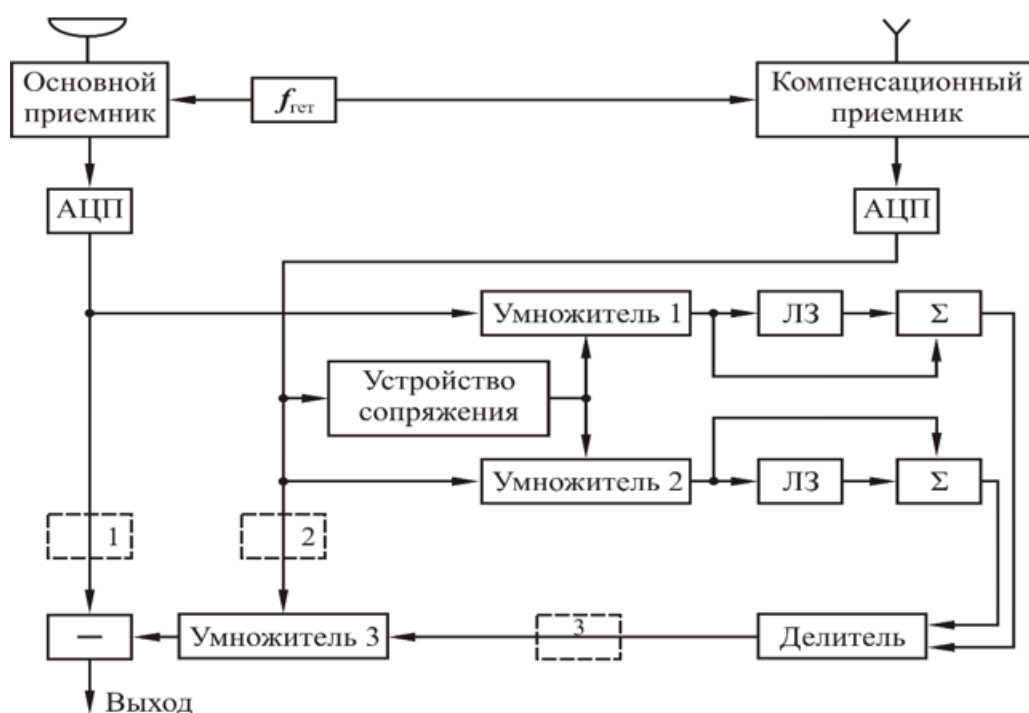 Основной
приемник
fгет
Компенсационный
приемник
АЦП
АЦП
Умножитель 1
ЛЗ
Σ
Устройство
сопряжения
Умножитель 2
ЛЗ
Σ
1
2
3
—
Умножитель 3
Делитель
Выход